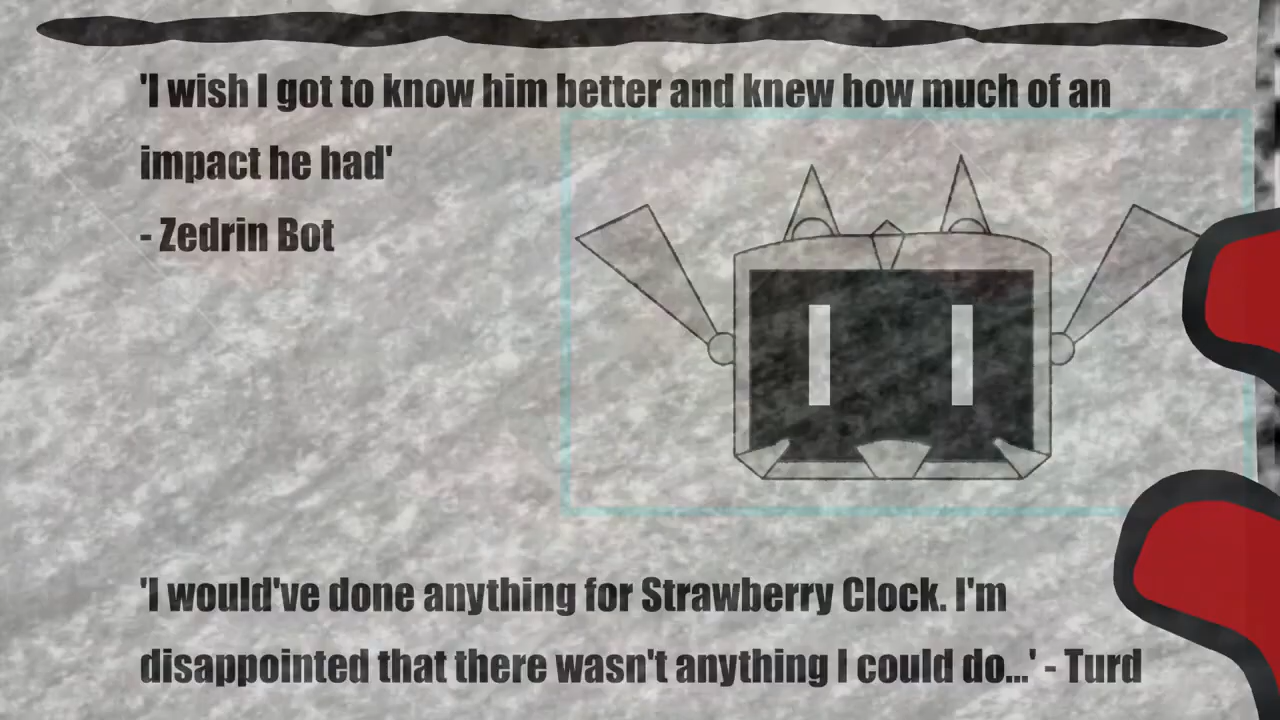 'I wish I got to know him better and knew how much of an
impact he had'
- Zedrin Bot
'I would've done anything for Strawberry Clock. I'm
disappointed that there wasn't anything I could do...' - Turd